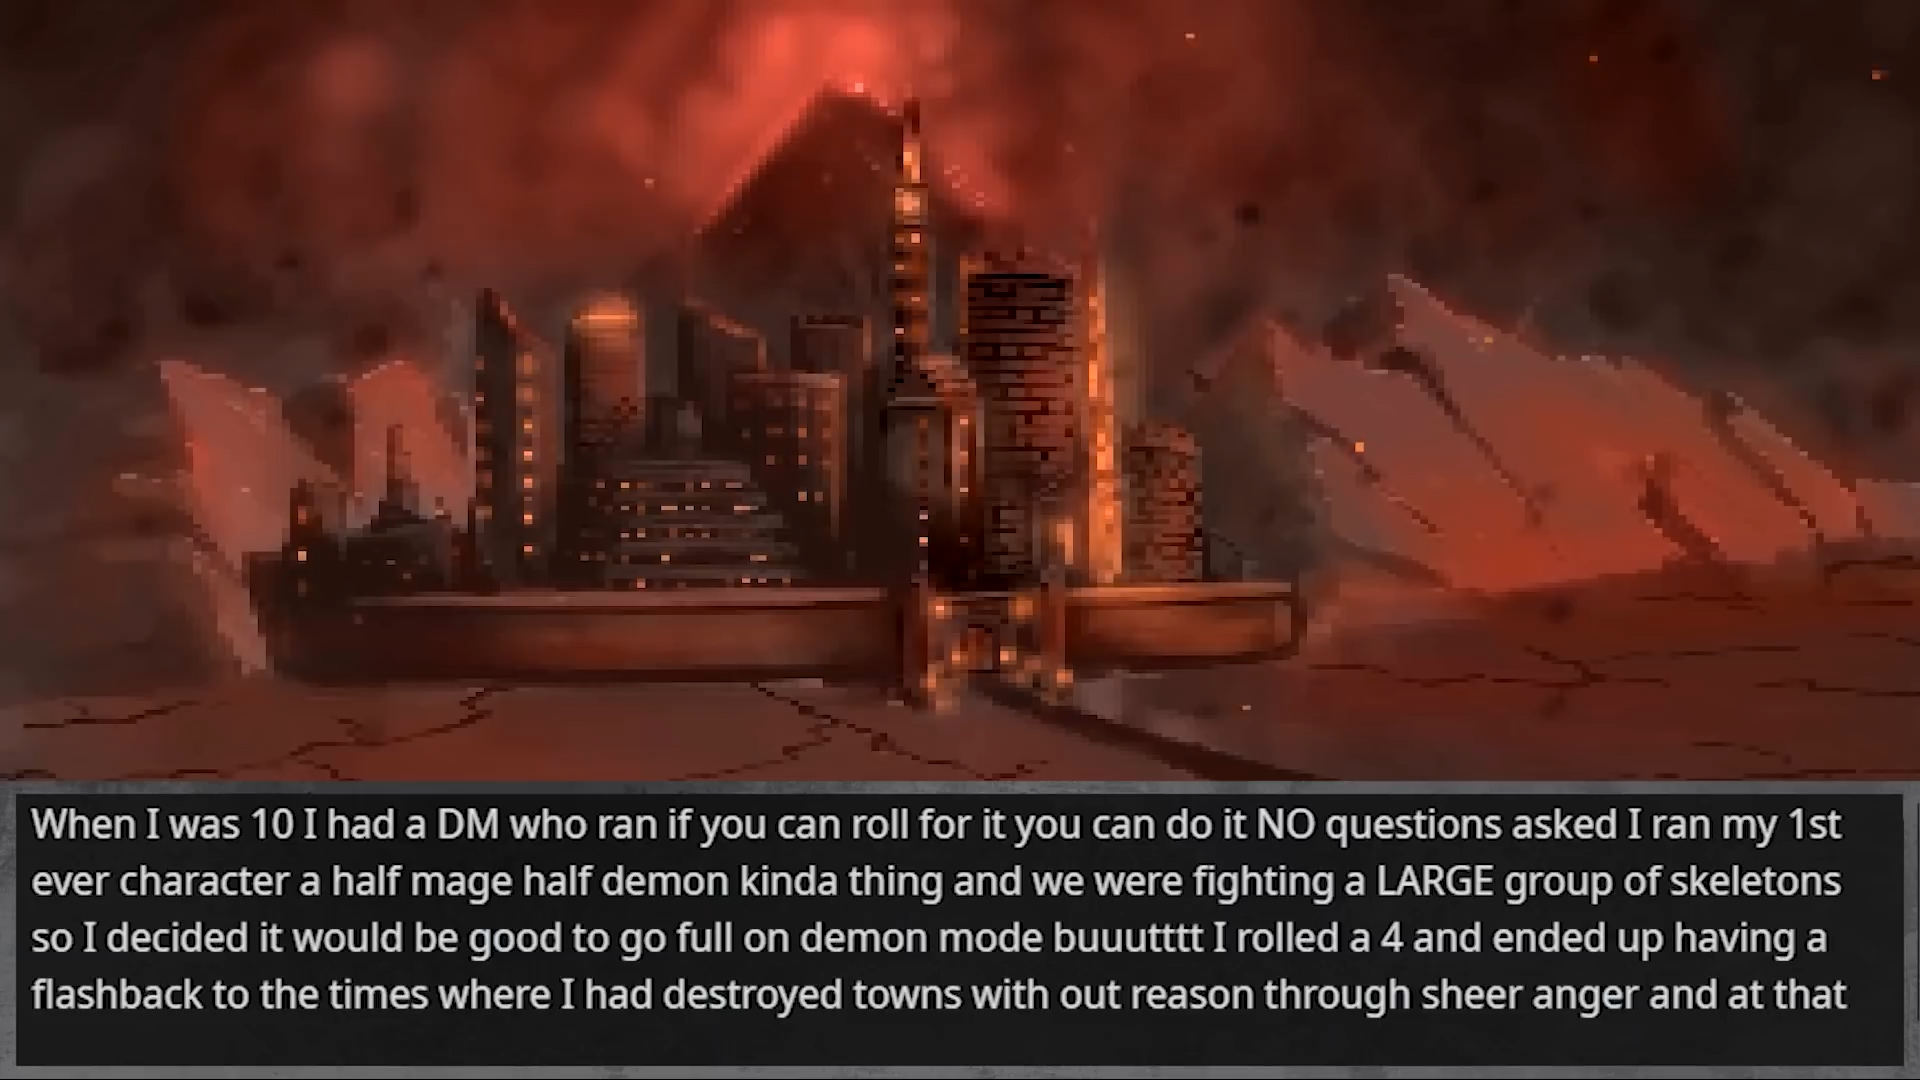 When I was 10 I had a DM who ran if you can roll for it you can do it NO questions asked I ran my 1st
ever character a half mage half demon kinda thing and we were fighting a LARGE group of skeletons
so I decided it would be good to go full on demon mode buuutttt I rolled a 4 and ended up having a
flashback to the times where I had destroyed towns with out reason through sheer anger and at that